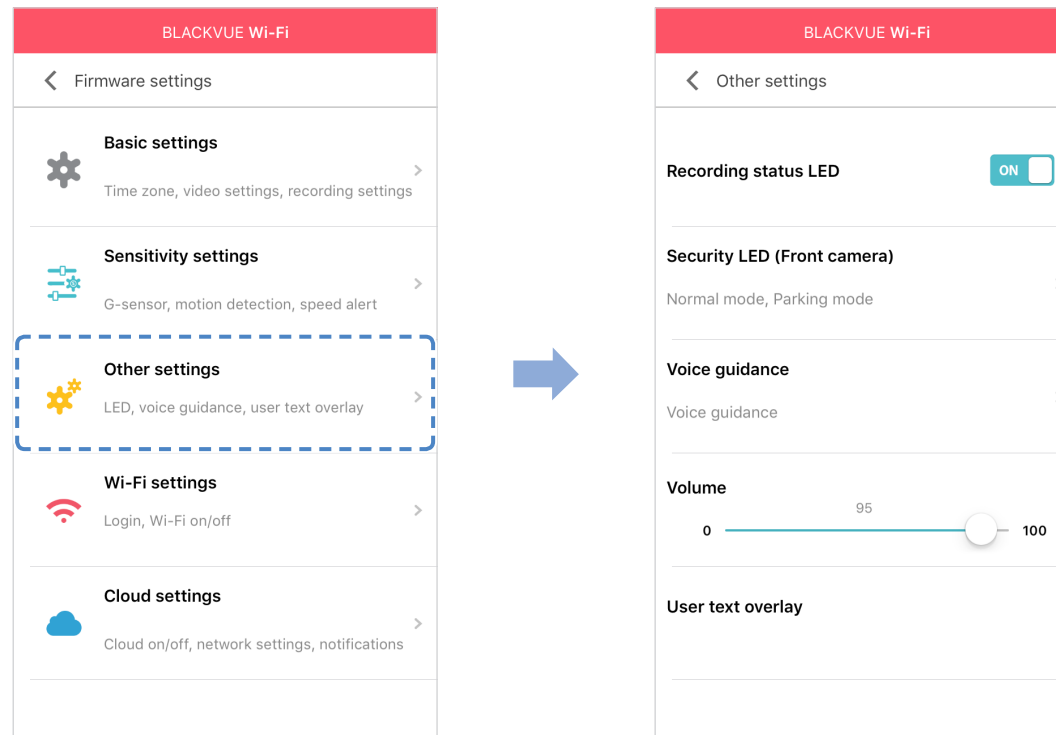 BLACKVUE Wi-Fi
Firmware settings
Basic settings
Time zone, video settings, recording settings
Sensitivity settings
G-sensor, motion detection, speed alert
Other settings
LED, voice guidance, user text overlay
Wi-Fi settings
Login, Wi-Fi on/off
Cloud settings
Cloud on/off, network settings, notifications
BLACKVUE Wi-Fi
Other settings
Recording status LED
ON
Security LED (Front camera)
Normal mode, Parking mode
Voice guidance
Voice guidance
Volume
95
0 100
User text overlay